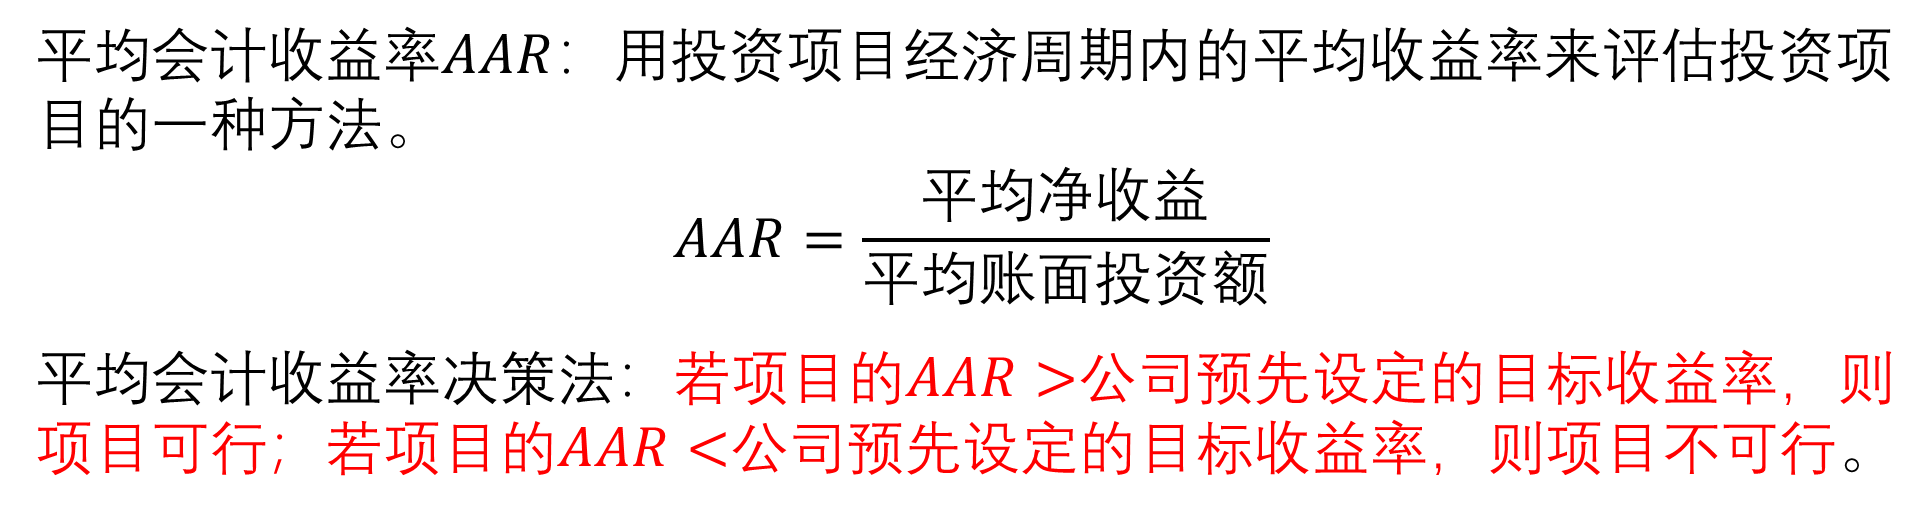 平均会计收益率AAR：用投资项目经济周期内的平均收益率来评估投资项
目的一种方法。
AAR = 平均净收益/平均账面投资额
平均会计收益率决策法：若项目的AAR >公司预先设定的目标收益率，则
项目可行；若项目的AAR <公司预先设定的目标收益率，则项目不可行。